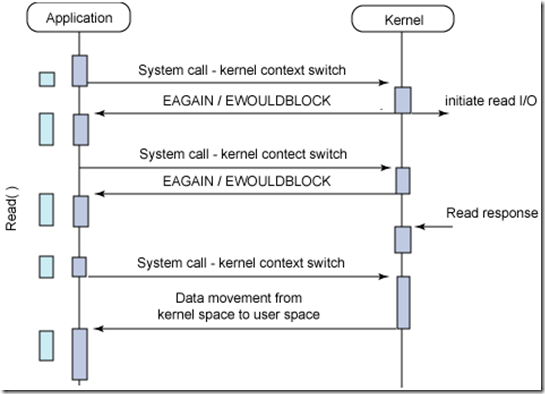 Application
Kernel
System call - kernel context switch
EAGAIN / EWOULDBLOCK
initiate read I/O
System call - kernel contect switch
EAGAIN / EWOULDBLOCK
Read( )
Read response
System call - kernel context switch
Data movement from
kernel space to user space